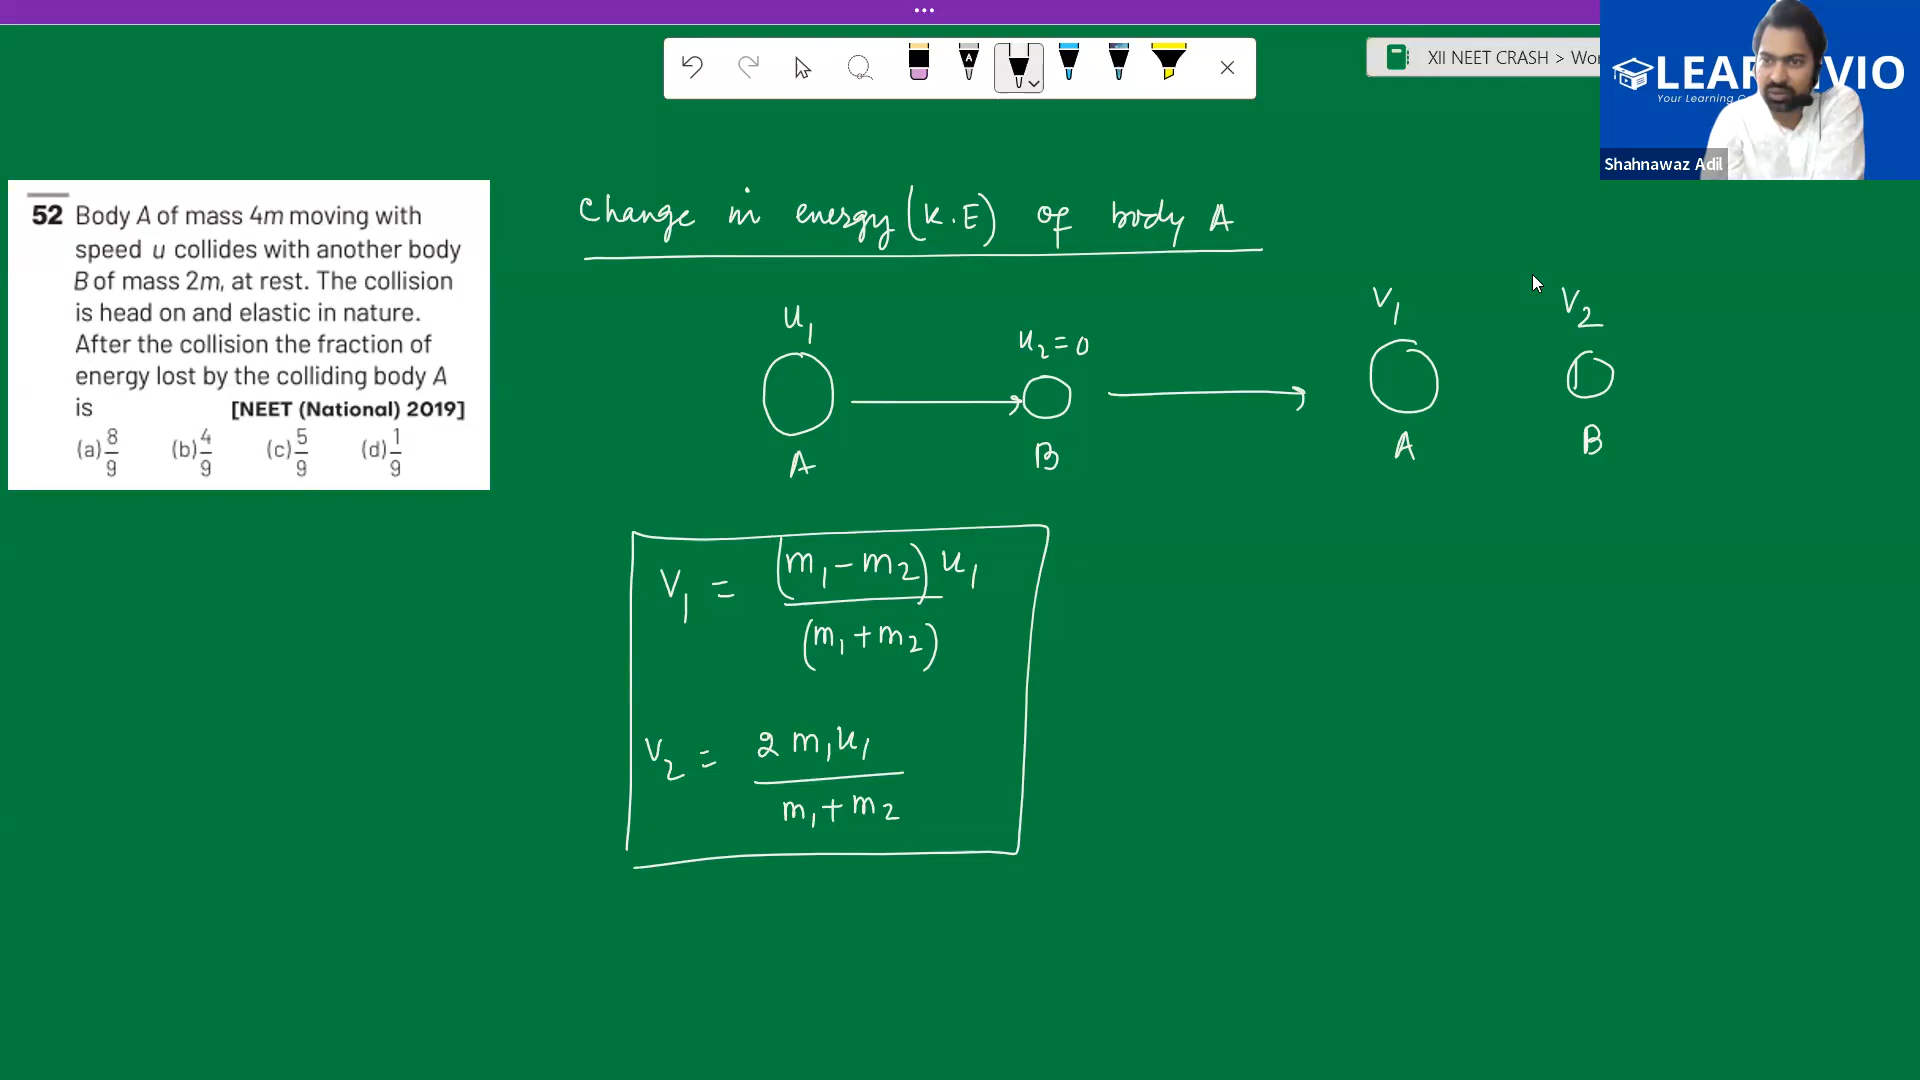 ...
XII NEET CRASH > Wor
LEAR VIO
Your Learning C
Shahnawaz Adil
52 Body A of mass 4m moving with
speed u collides with another body
B of mass 2m, at rest. The collision
is head on and elastic in nature.
After the collision the fraction of
energy lost by the colliding body A
is [NEET (National) 2019]
(a) 8/9 (b) 4/9 (c) 5/9 (d) 1/9
Change in energy (K.E) of body A
u₁
u₂ = 0
A
B
V₁
V₂
A
B
V₁ = (m₁ - m₂) u₁ / (m₁ + m₂)
V₂ = 2 m₁ u₁ / m₁ + m₂